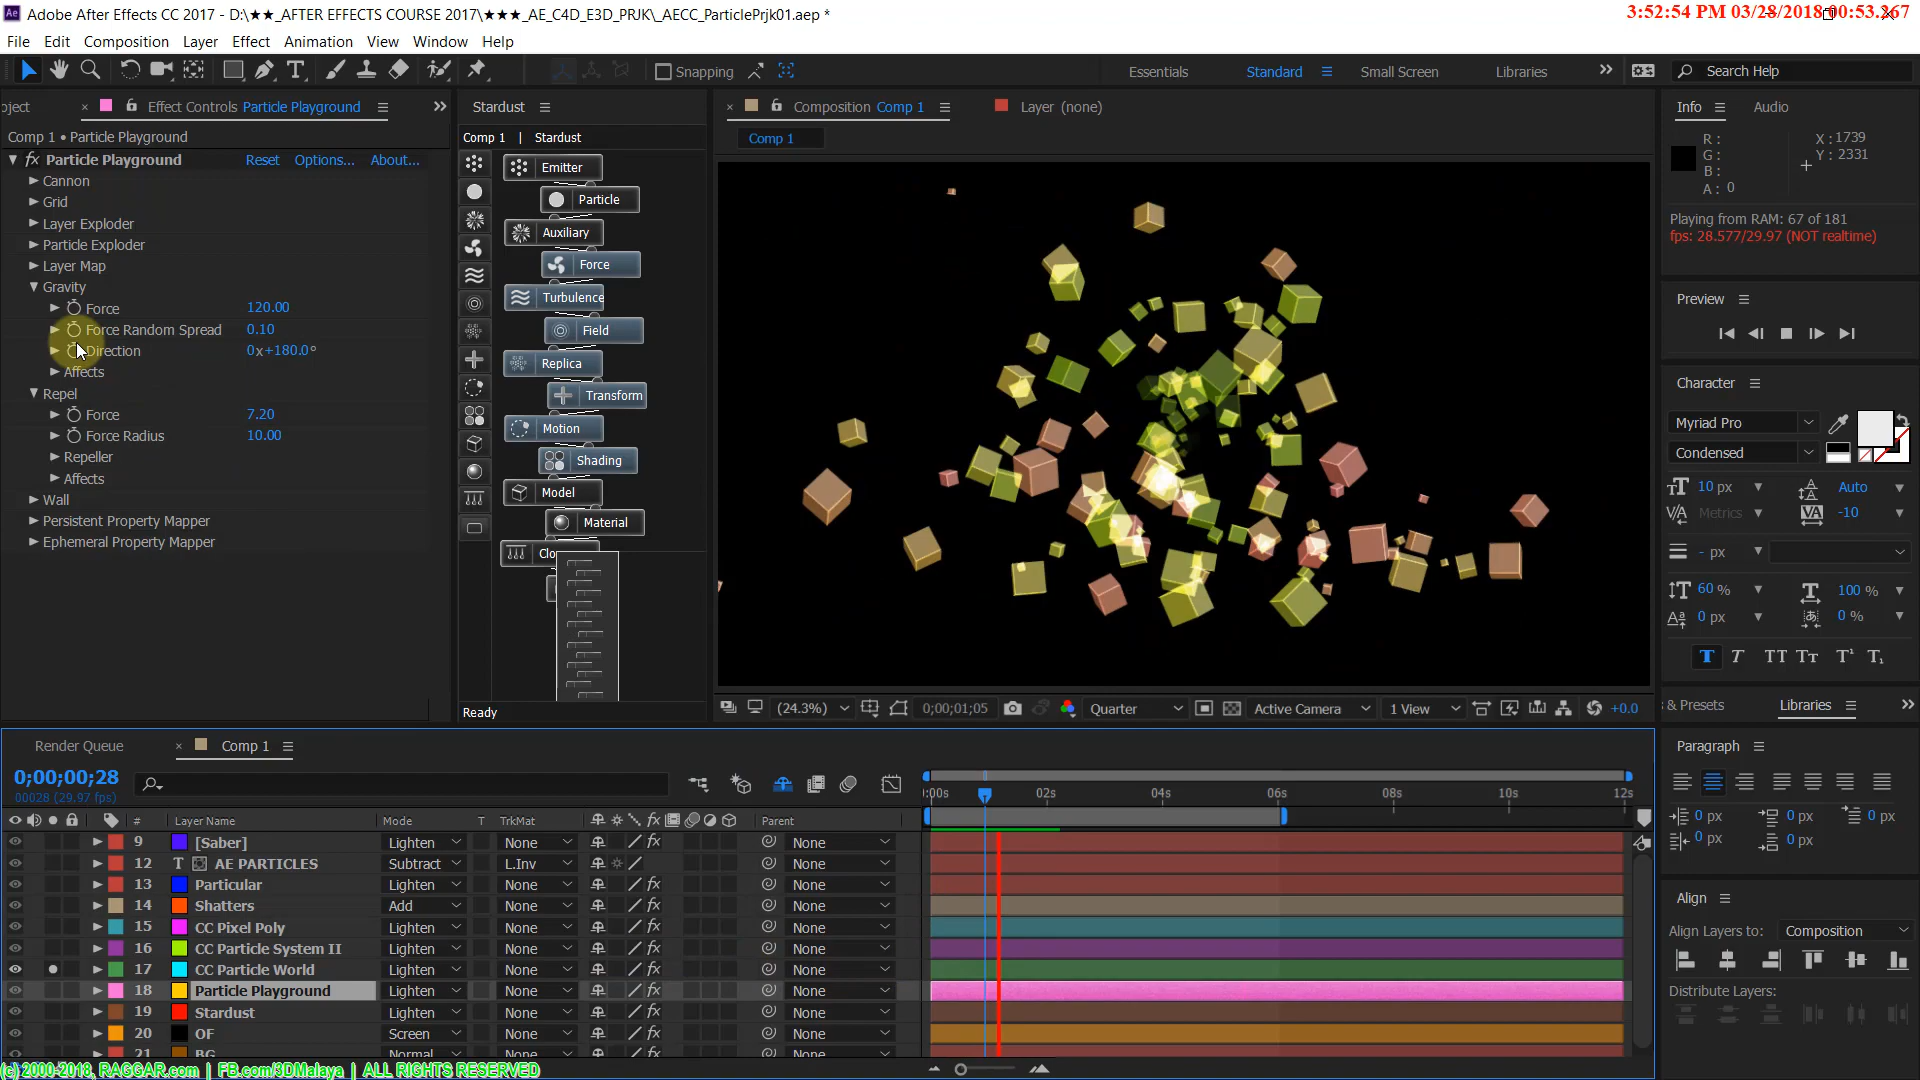 Adobe After Effects CC 2017 - D:\★★_AFTER EFFECTS COURSE 2017\★★★_AE_C4D_E3D_PRJK\_AECC_ParticlePrjk01.aep *
3:52:54 PM 03/28/2018 00:53.267
File Edit Composition Layer Effect Animation View Window Help
Snapping
Essentials Standard Small Screen Libraries
Search Help
Effect Controls Particle Playground
Stardust
Composition Comp 1
Layer (none)
Info Audio
Comp 1 • Particle Playground
Comp 1 | Stardust
Comp 1
Particle Playground Reset Options... About...
Cannon
Grid
Layer Exploder
Particle Exploder
Layer Map
Gravity
Force 120.00
Force Random Spread 0.10
Direction 0x+180.0°
Affects
Repel
Force 7.20
Force Radius 10.00
Repeller
Affects
Wall
Persistent Property Mapper
Ephemeral Property Mapper
Emitter
Particle
Auxiliary
Force
Turbulence
Field
Replica
Transform
Motion
Shading
Model
Material
Ready
(24.3%) 0;00;01;05 Quarter Active Camera 1 View +0.0
R :
G :
B :
A : 0
X : 1739
Y : 2331
Playing from RAM: 67 of 181
fps: 28.577/29.97 (NOT realtime)
Preview
Character
Myriad Pro
Condensed
10 px Auto
Metrics -10
- px
60 % 100 %
0 px 0 %
T T TT Tт T¹ T₁
& Presets Libraries
Paragraph
0 px 0 px 0 px
0 px 0 px
Align
Align Layers to: Composition
Distribute Layers:
Render Queue Comp 1
0;00;00;28
00028 (29.97 fps)
:00s 02s 04s 06s 08s 10s 12s
# Layer Name Mode T TrkMat Parent
9 [Saber] Lighten None None
12 T AE PARTICLES Subtract L.Inv None
13 Particular Lighten None None
14 Shatters Add None None
15 CC Pixel Poly Lighten None None
16 CC Particle System II Lighten None None
17 CC Particle World Lighten None None
18 Particle Playground Lighten None None
19 Stardust Lighten None None
20 OF Screen None None
21 BG Normal None None
(c) 2000-2018, RAGGAR.com | FB.com/3DMalaya | ALL RIGHTS RESERVED